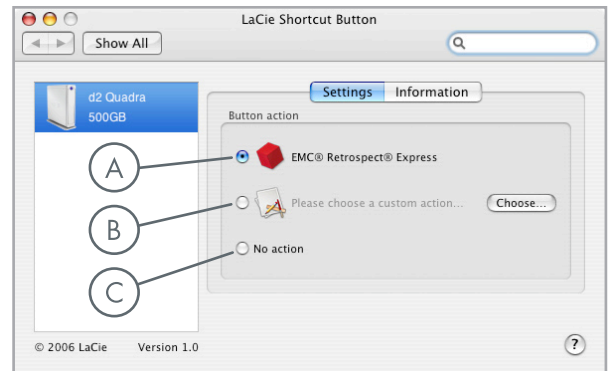 LaCie Shortcut Button
Show All
d2 Quadra
500GB
Settings Information
Button action
A
EMC® Retrospect® Express
B
Please choose a custom action... Choose...
C
No action
© 2006 LaCie Version 1.0
?